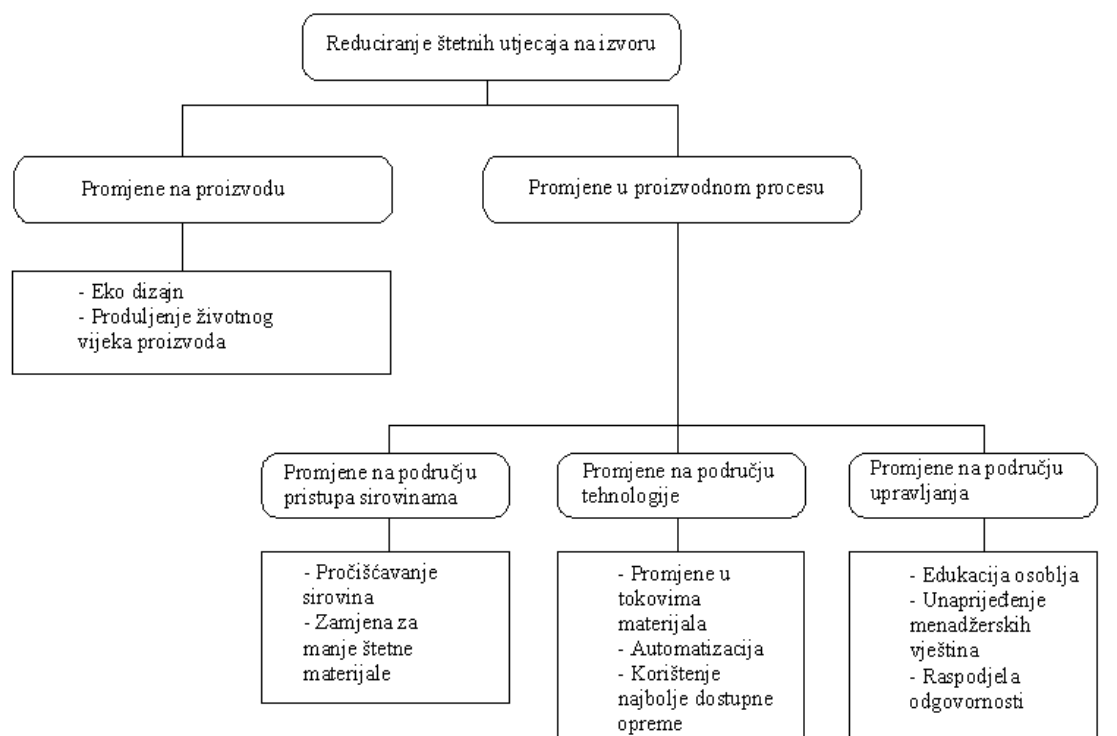 Reduciranje štetnih utjecaja na izvoru
Promjene na proizvodu
Promjene u proizvodnom procesu
- Eko dizajn
- Produljenje životnog
vijeka proizvoda
Promjene na području
pristupa sirovinama
Promjene na području
tehnologije
Promjene na području
upravljanja
- Pročišćavanje
sirovina
- Zamjena za
manje štetne
materijale
- Promjene u
tokovima
materijala
- Automatizacija
- Korištenje
najbolje dostupne
opreme
- Edukacija osoblja
- Unaprijeđenje
menadžerskih
vještina
- Raspodjela
odgovornosti